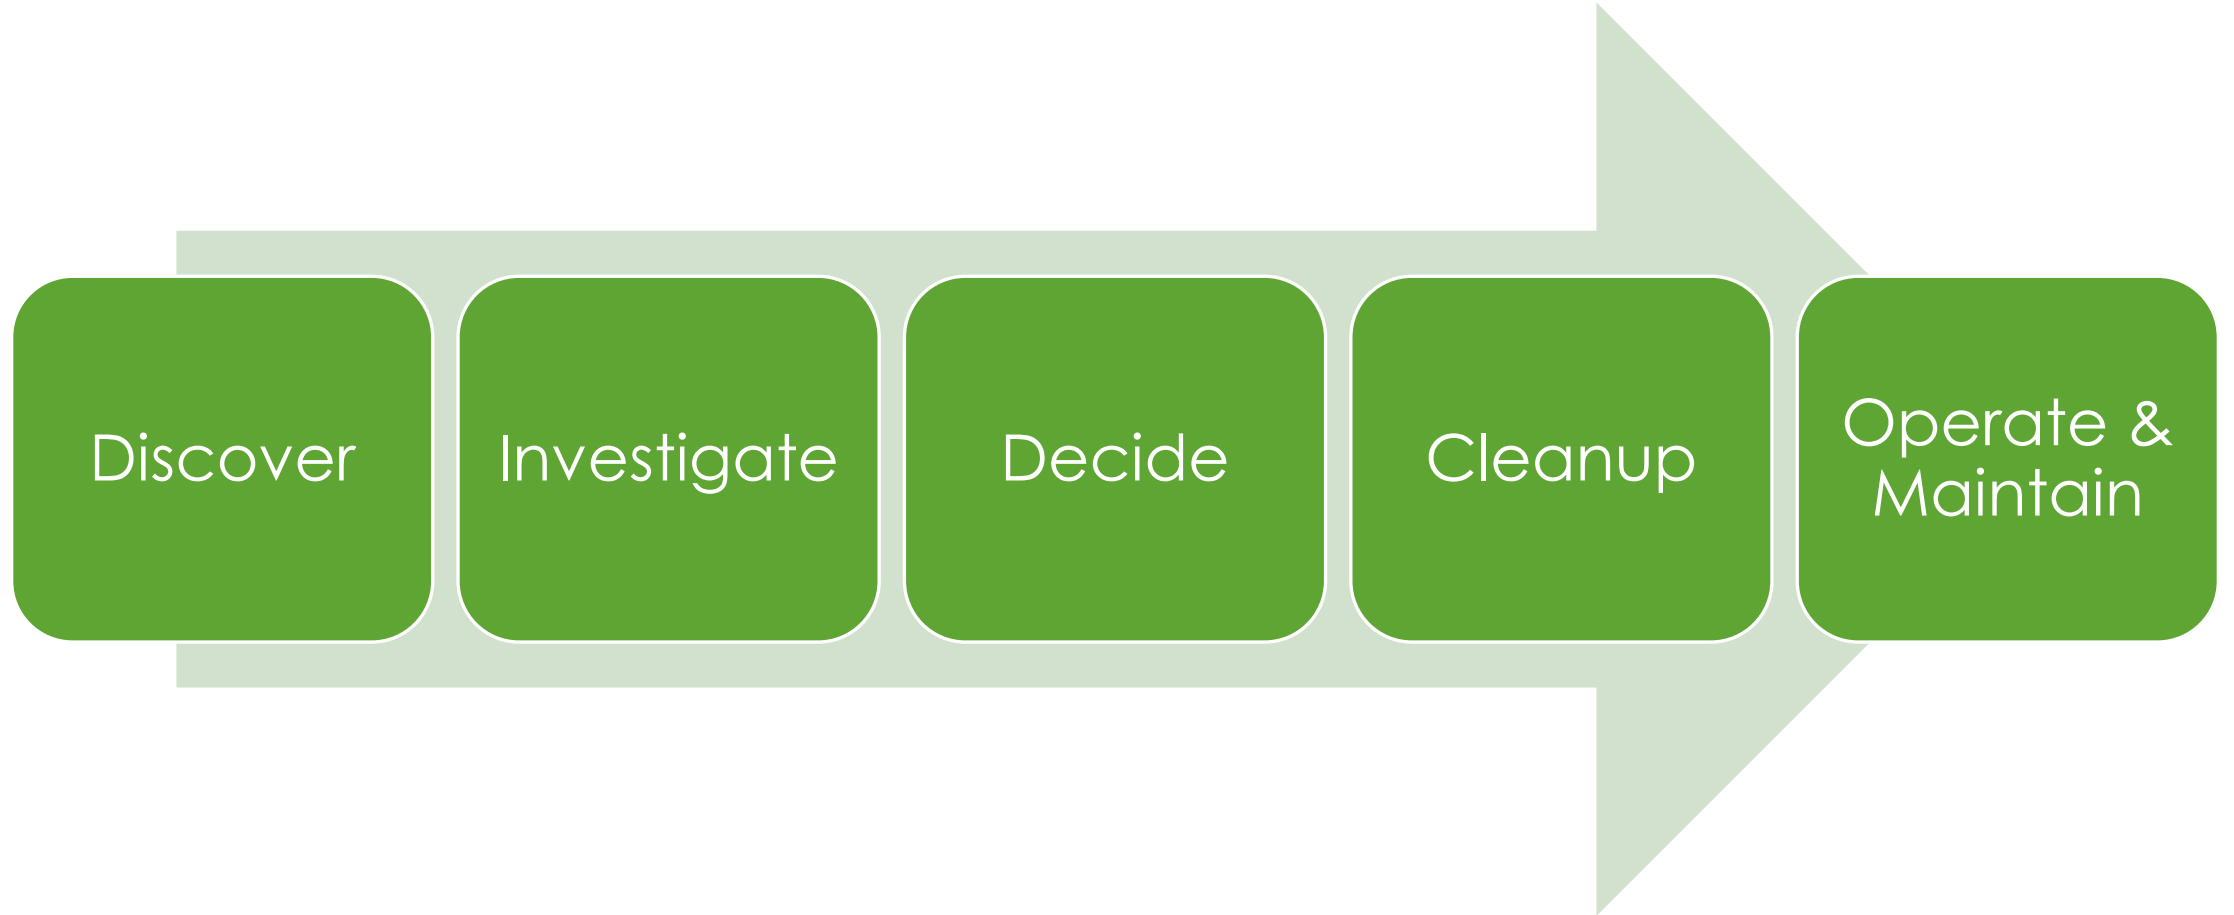 Discover
Investigate
Decide
Cleanup
Operate &
Maintain